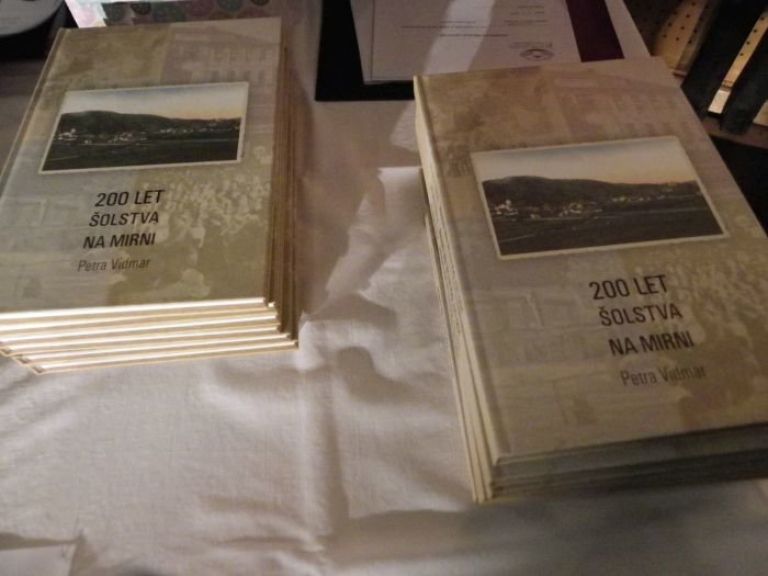 200 LET
ŠOLSTVA
NA MIRNI
Petra Vidmar
200 LET
ŠOLSTVA
NA MIRNI
Petra Vidmar